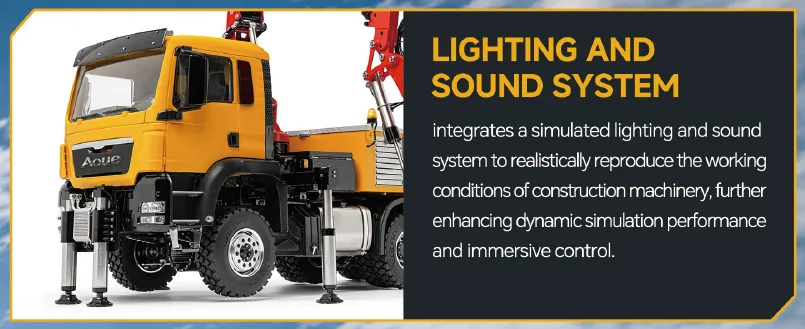 LIGHTING AND
SOUND SYSTEM
integrates a simulated lighting and sound
system to realistically reproduce the working
conditions of construction machinery, further
enhancing dynamic simulation performance
and immersive control.
Aoue